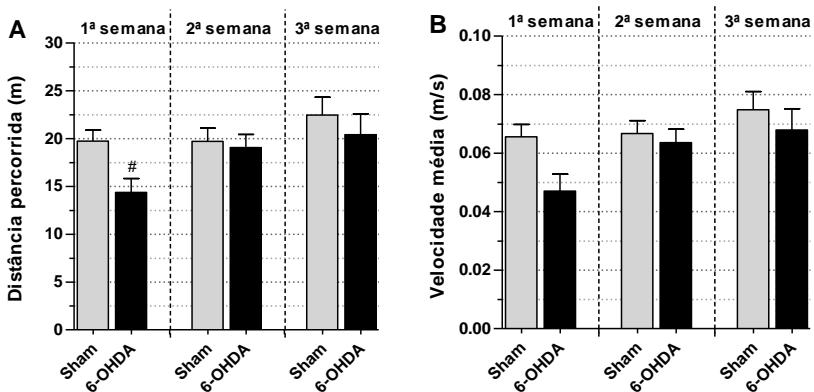 A
1ª semana 2ª semana 3ª semana
Distância percorrida (m)
30
25
20
15
10
5
0
#
Sham 6-OHDA Sham 6-OHDA Sham 6-OHDA
B
1ª semana 2ª semana 3ª semana
Velocidade média (m/s)
0.10
0.08
0.06
0.04
0.02
0.00
Sham 6-OHDA Sham 6-OHDA Sham 6-OHDA